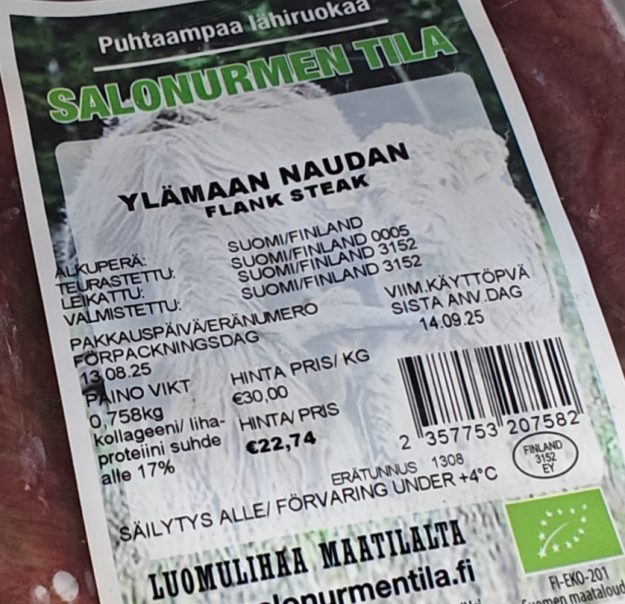 Puhtaampaa lähiruokaa
SALONURMEN TILA
YLÄMAAN NAUDAN
FLANK STEAK
ALKUPERÄ: SUOMI/FINLAND
TEURASTETTU: SUOMI/FINLAND 0005
LEIKATTU: SUOMI/FINLAND 3152
VALMISTETTU: SUOMI/FINLAND 3152
PAKKAUSPÄIVÄ/ERÄNUMERO
FÖRPACKNINGSDAG
13.08.25
VIIM.KÄYTTÖPVÄ
SISTA ANV.DAG
14.09.25
PAINO VIKT
0,758kg
kollageeni/ liha-
proteiini suhde
alle 17%
HINTA PRIS/ KG
€30,00
HINTA/ PRIS
€22,74
2 357753 207582
ERÄTUNNUS 1308
SÄILYTYS ALLE/ FÖRVARING UNDER +4°C
FINLAND
3152
EY
LUOMULIHAA MAATILALTA
lonurmentila.fi
FI-EKO-201
maataloud